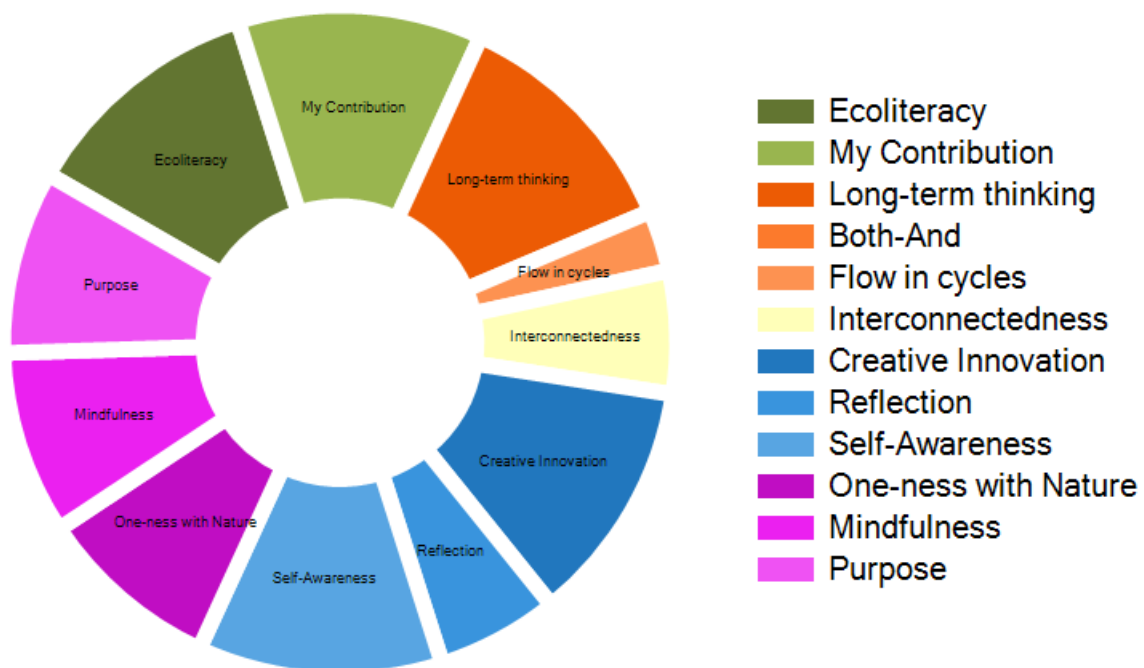 My Contribution
Ecoliteracy
Long-term thinking
Flow in cycles
Purpose
Interconnectedness
Mindfulness
Creative Innovation
One-ness with Nature
Reflection
Self-Awareness
Ecoliteracy
My Contribution
Long-term thinking
Both-And
Flow in cycles
Interconnectedness
Creative Innovation
Reflection
Self-Awareness
One-ness with Nature
Mindfulness
Purpose